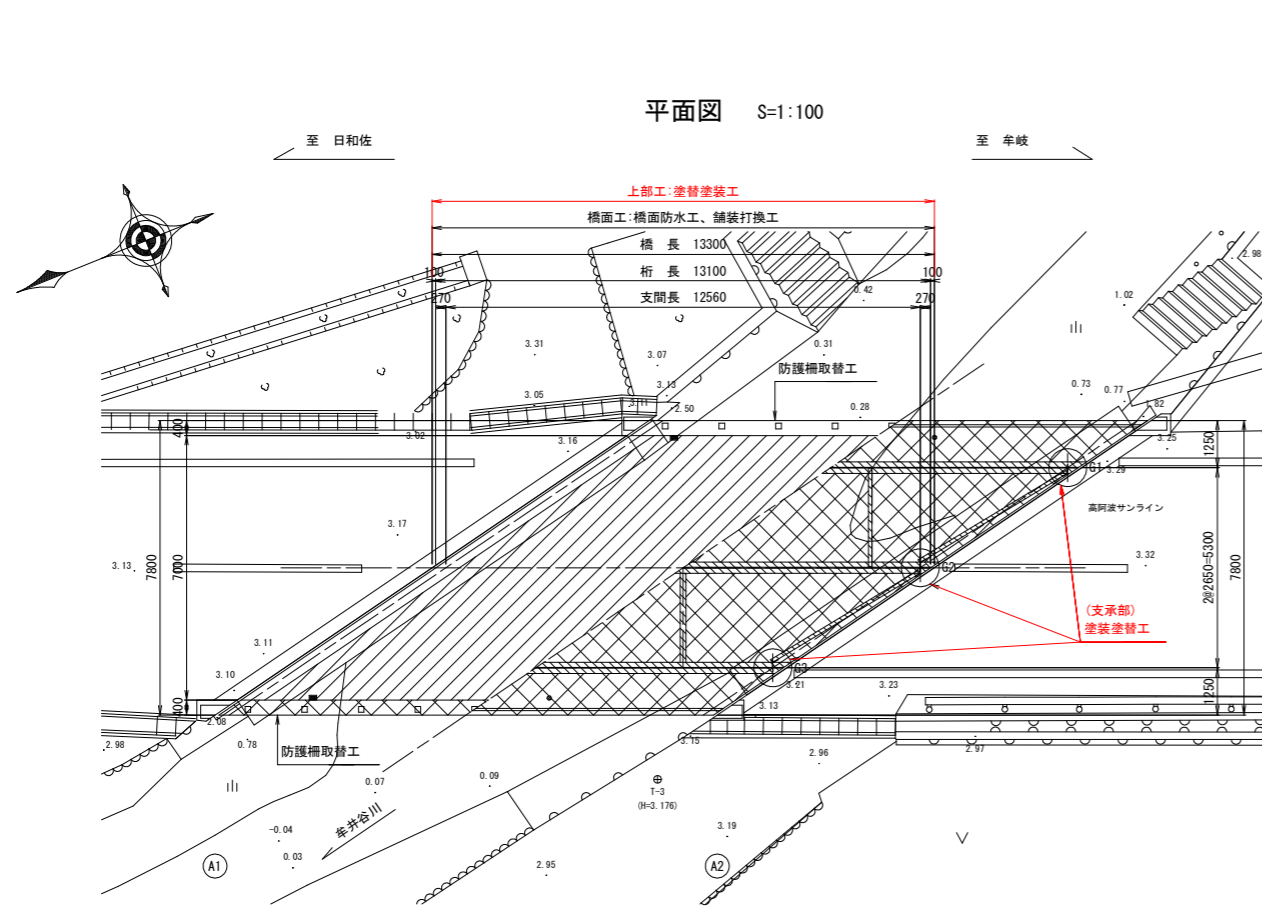 平面図 S=1:100
至 日和佐
至 牟岐
上部工:塗替塗装工
橋面工:橋面防水工、舗装打換工
橋 長 13300
100
桁 長 13100
100
270
支間長 12560
270
2.98
0.42
1.02
3.31
3.07
0.31
防護柵取替工
3.13
0.73
0.77
3.05
3.11
2.50
0.28
1.82
400
3.02
3.16
3.25
1250
G1
3.29
高阿波サンライン
3.17
3.13
7800
7000
G2
3.32
2@2650=5300
7800
(支承部)
塗装塗替工
3.11
3.10
G3
3.21
3.23
1250
400
3.13
2.08
2.98
0.78
防護柵取替工
3.15
2.96
2.97
0.07
0.09
T-3
(H=3.176)
牟井谷川
-0.04
3.19
0.03
A1
2.95
A2